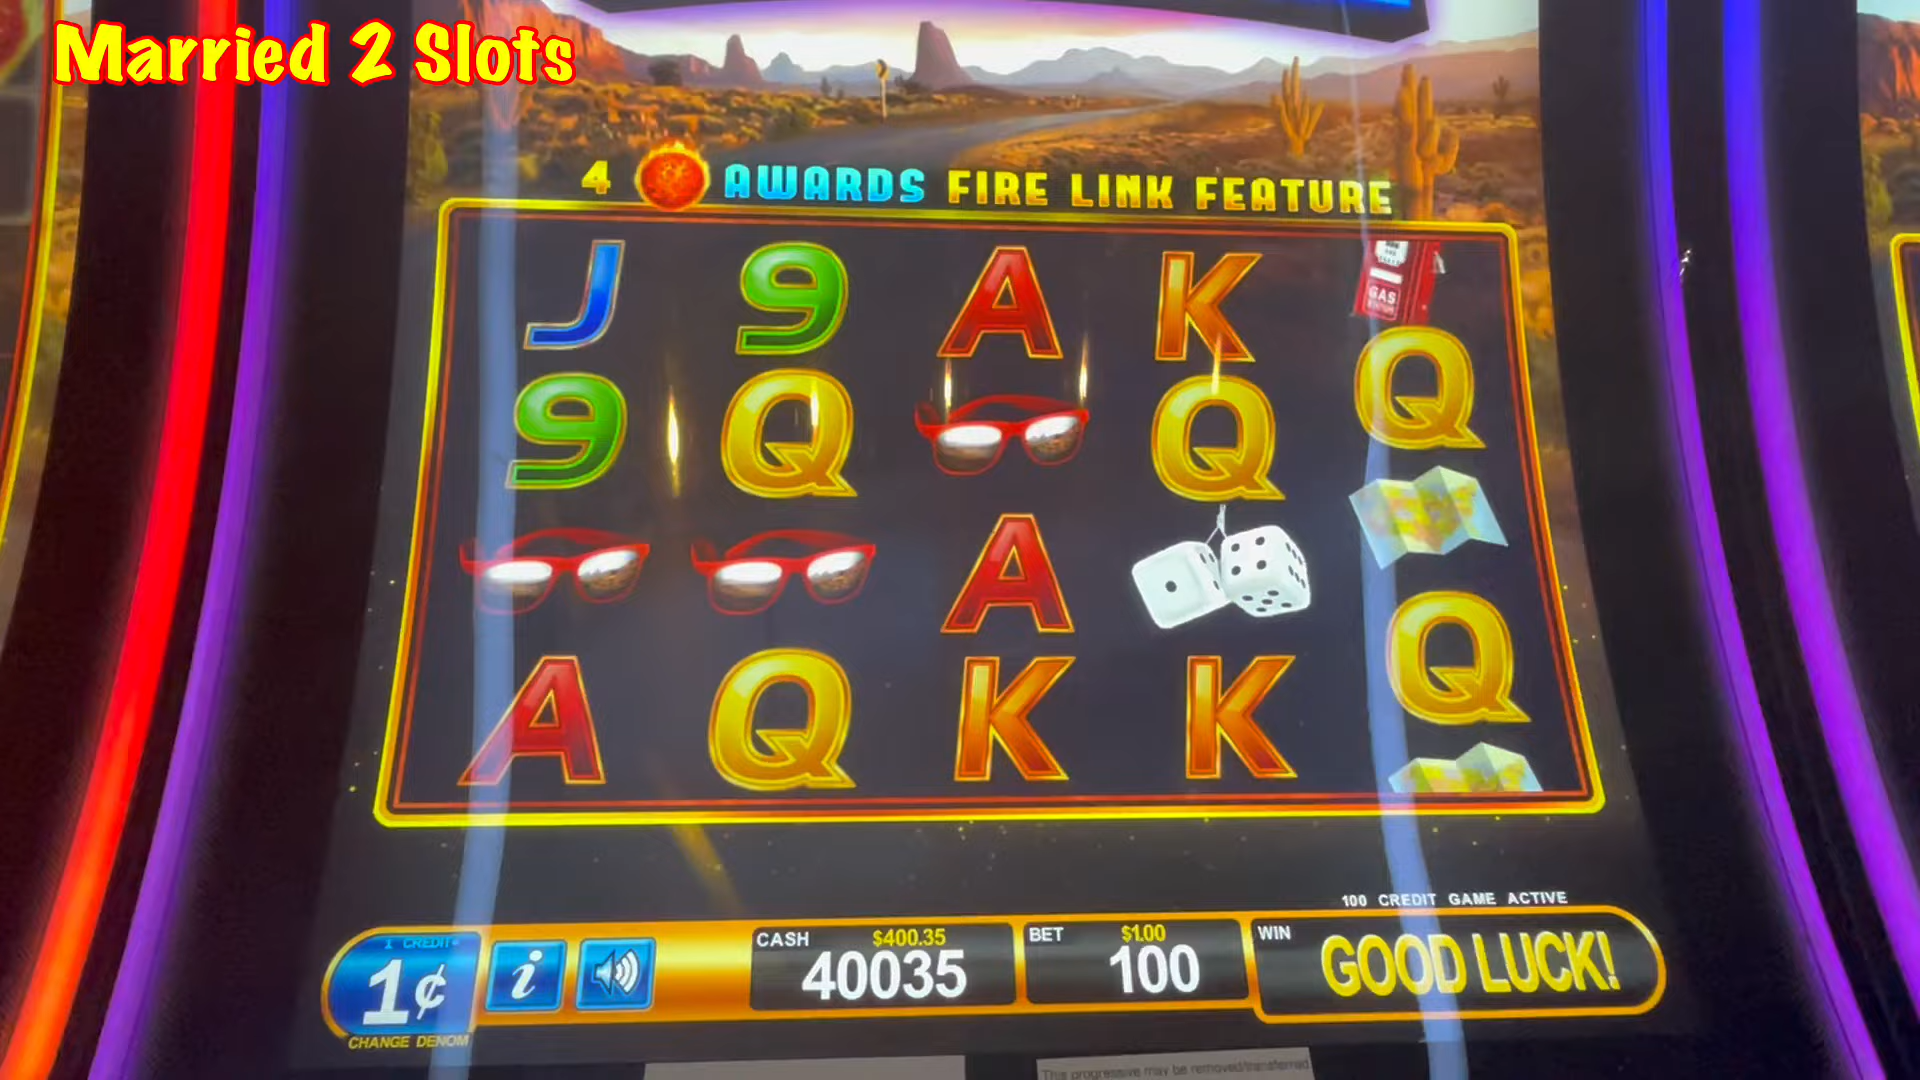 Married 2 Slots
4 AWARDS FIRE LINK FEATURE
J 9 A K
GAS
9 Q Q Q
A
Q
A Q K K
100 CREDIT GAME ACTIVE
1 CREDIT=
1¢
CHANGE DENOM
i
CASH $400.35
40035
BET $1.00
100
WIN
GOOD LUCK!
This progressive may be removed/transferred